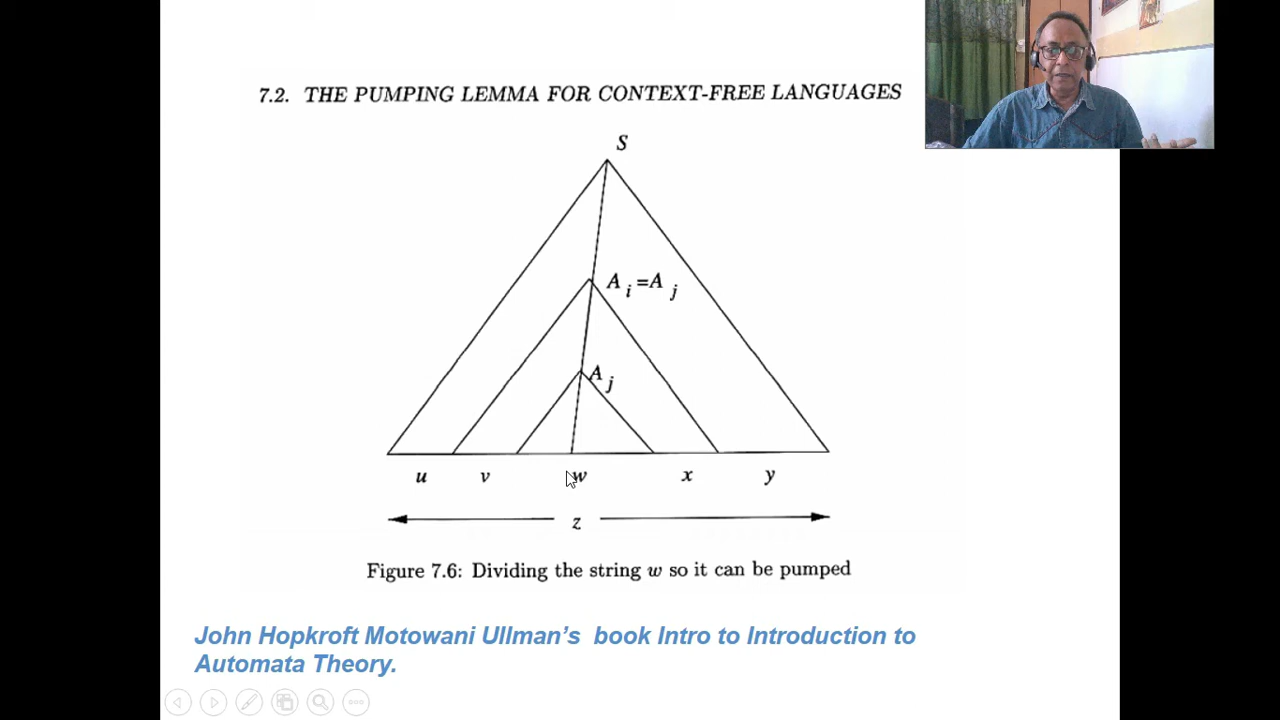 7.2. THE PUMPING LEMMA FOR CONTEXT-FREE LANGUAGES
S
A i =A j
A j
u v w x y
z
Figure 7.6: Dividing the string w so it can be pumped
John Hopkroft Motowani Ullman’s book Intro to Introduction to
Automata Theory.